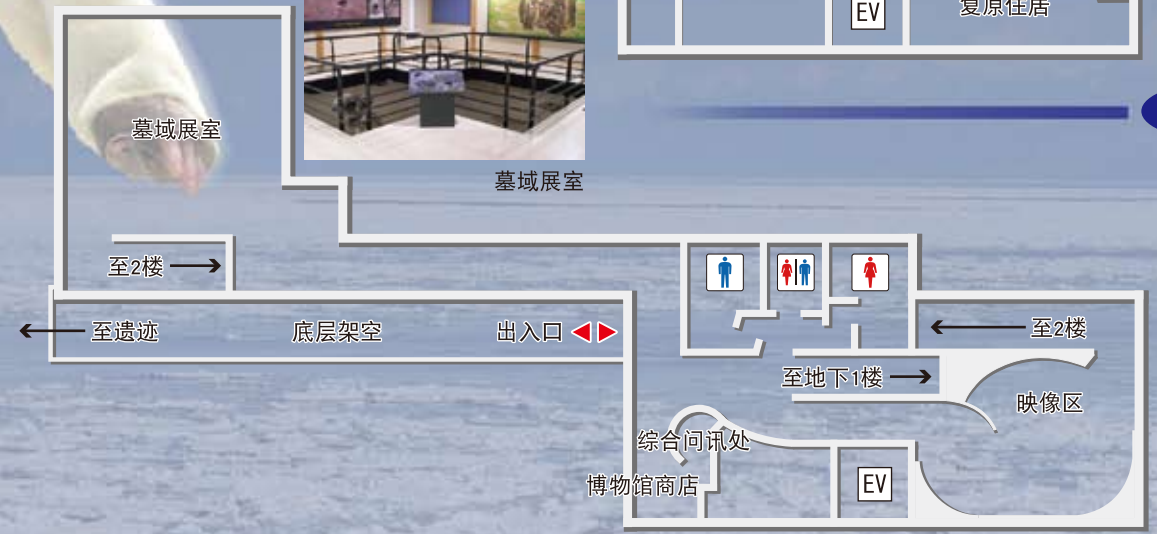 EV
复原住居
墓域展室
墓域展室
至2楼
至遗迹
底层架空
出入口
至2楼
至地下1楼
映像区
综合问讯处
博物馆商店
EV